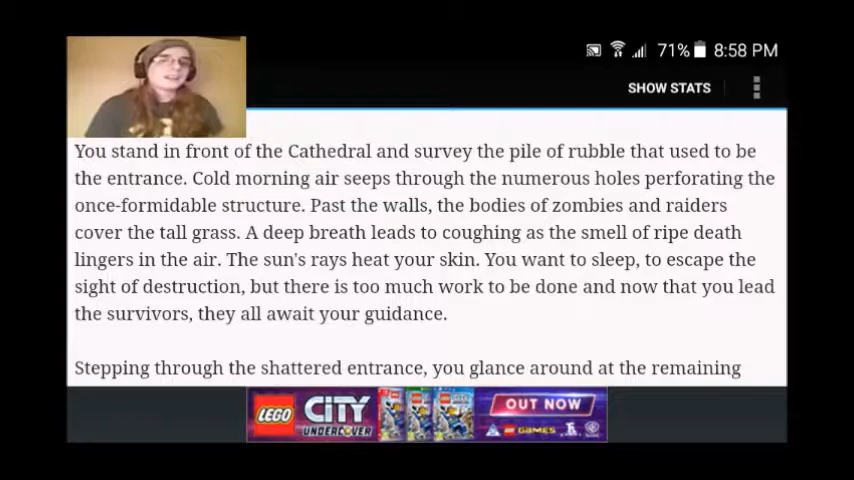 71% 8:58 PM
SHOW STATS
You stand in front of the Cathedral and survey the pile of rubble that used to be
the entrance. Cold morning air seeps through the numerous holes perforating the
once-formidable structure. Past the walls, the bodies of zombies and raiders
cover the tall grass. A deep breath leads to coughing as the smell of ripe death
lingers in the air. The sun's rays heat your skin. You want to sleep, to escape the
sight of destruction, but there is too much work to be done and now that you lead
the survivors, they all await your guidance.
Stepping through the shattered entrance, you glance around at the remaining
LEGO CITY UNDERCOVER OUT NOW
LEGO GAMES